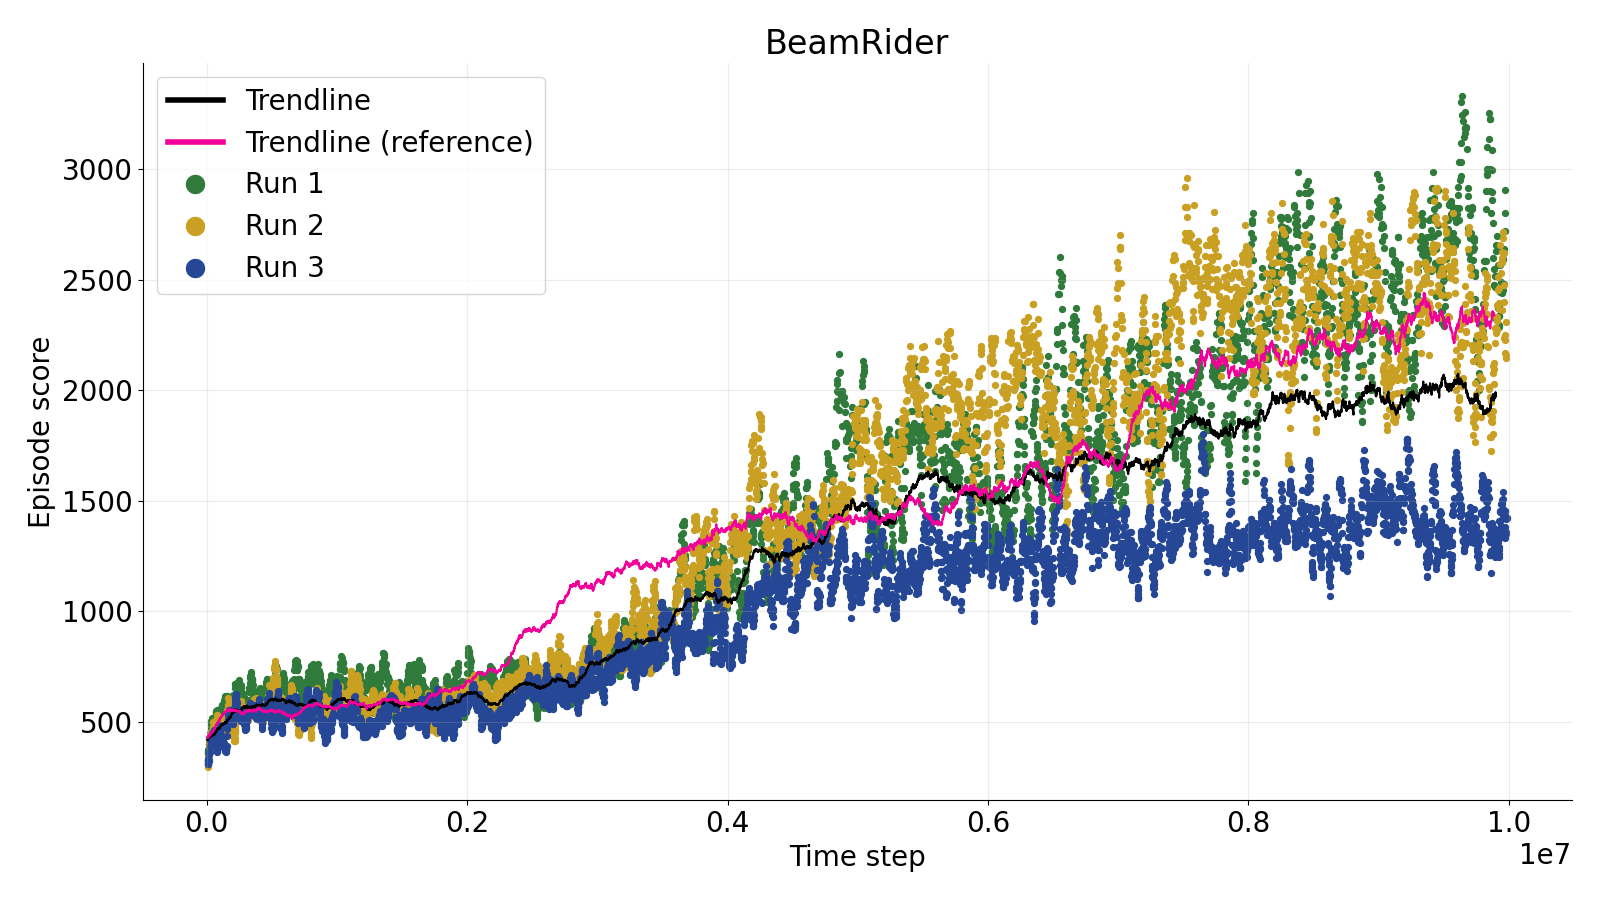 BeamRider
Trendline
Trendline (reference)
Run 1
Run 2
Run 3
3000
2500
2000
1500
1000
500
Episode score
0.0 0.2 0.4 0.6 0.8 1.0
1e7
Time step